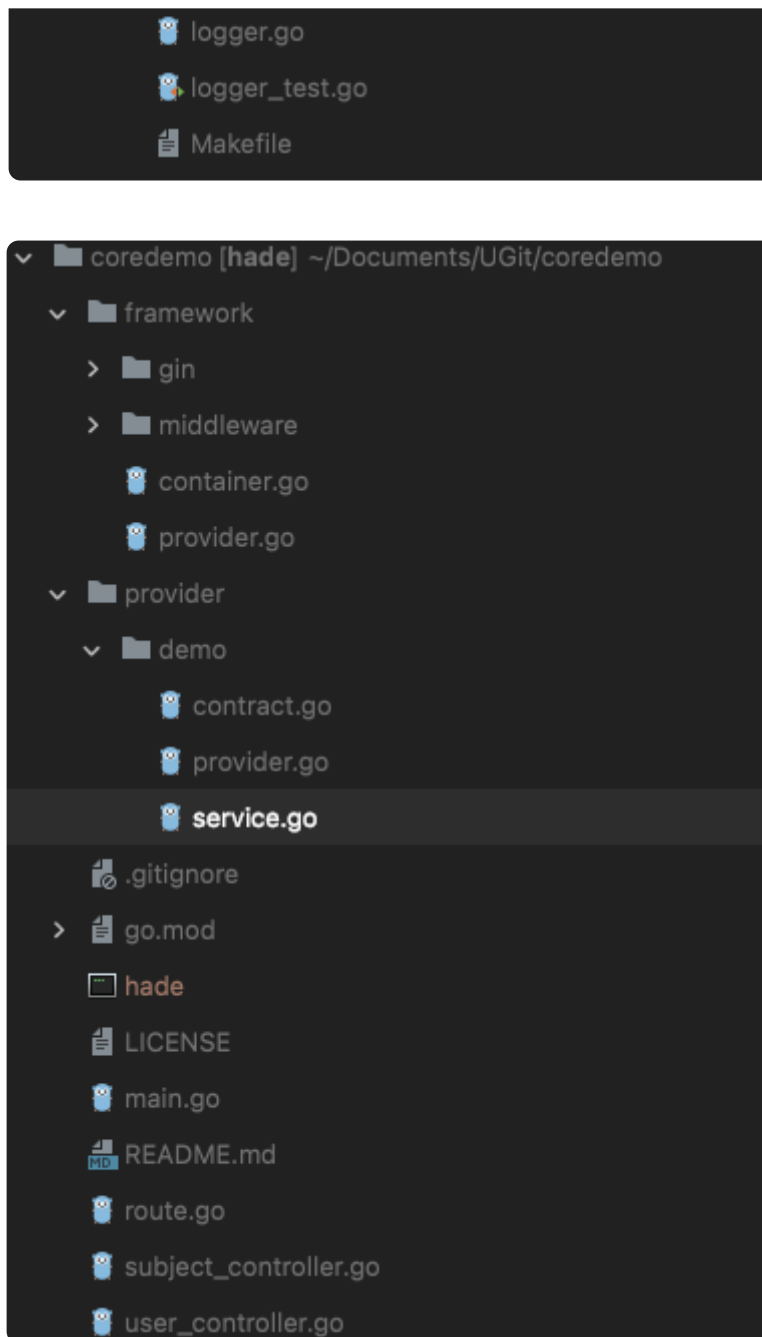 logger.go
logger_test.go
Makefile
coredemo [hade] ~/Documents/UGit/coredemo
framework
gin
middleware
container.go
provider.go
provider
demo
contract.go
provider.go
service.go
.gitignore
go.mod
hade
LICENSE
main.go
MD README.md
route.go
subject_controller.go
user_controller.go